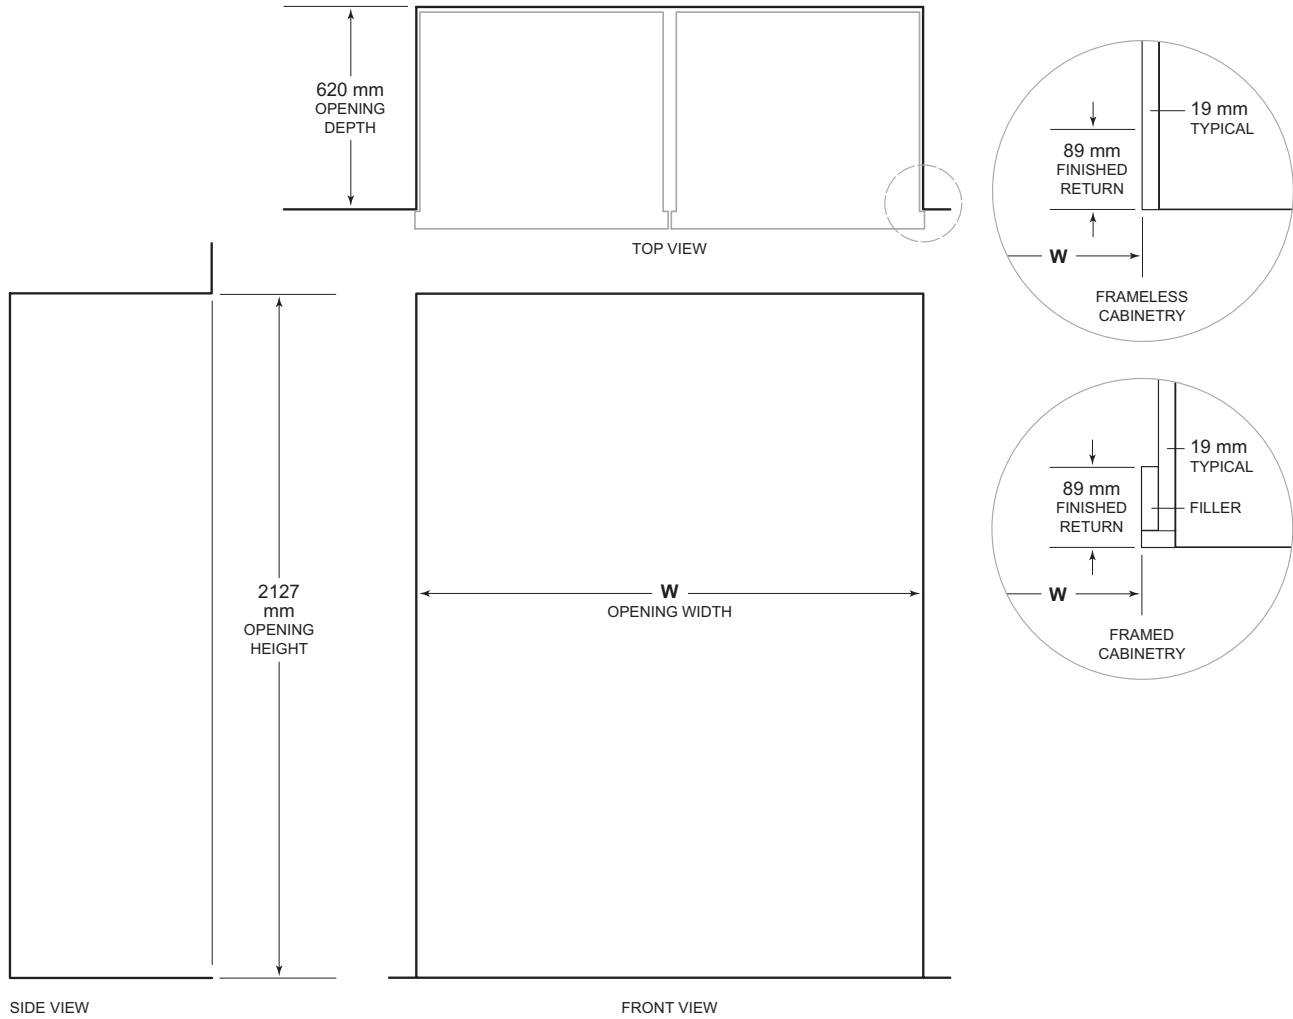 620 mm
OPENING
DEPTH
TOP VIEW
19 mm
TYPICAL
89 mm
FINISHED
RETURN
W
FRAMELESS
CABINETRY
2127
mm
OPENING
HEIGHT
W
OPENING WIDTH
19 mm
TYPICAL
89 mm
FINISHED
RETURN
FILLER
W
FRAMED
CABINETRY
SIDE VIEW
FRONT VIEW